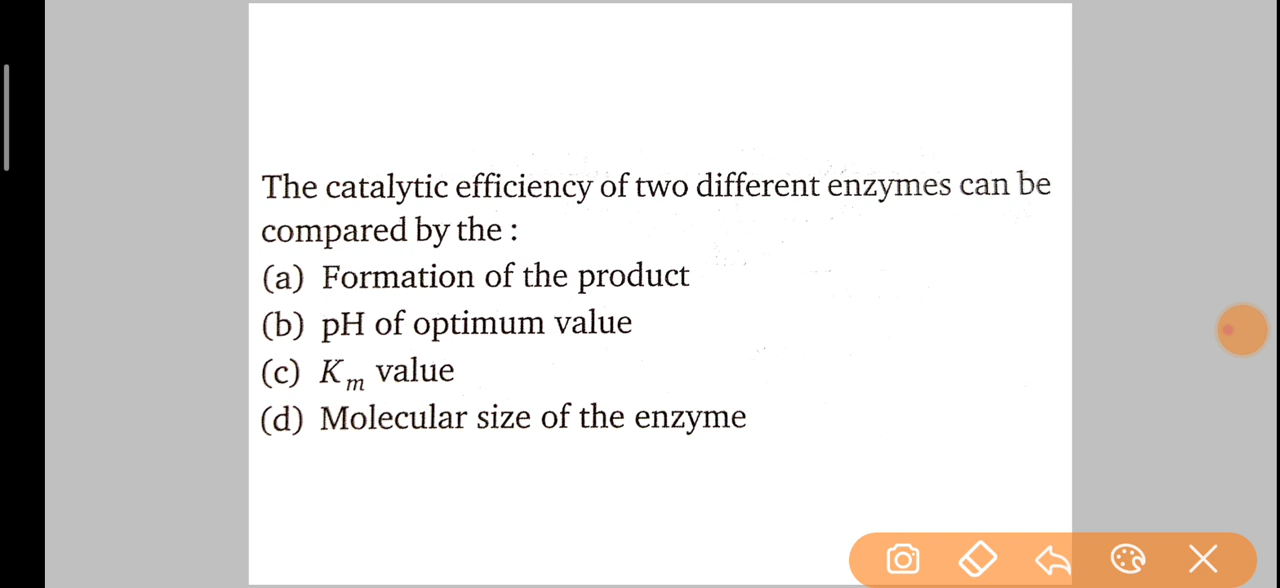 The catalytic efficiency of two different enzymes can be
compared by the :
(a) Formation of the product
(b) pH of optimum value
(c) Km value
(d) Molecular size of the enzyme